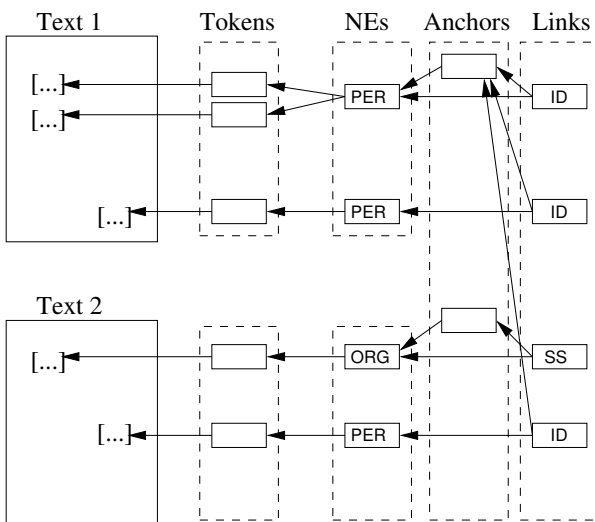 Text 1 Tokens NEs Anchors Links
[...] PER ID
[...]
[...] PER ID
Text 2
[...] ORG SS
[...] PER ID